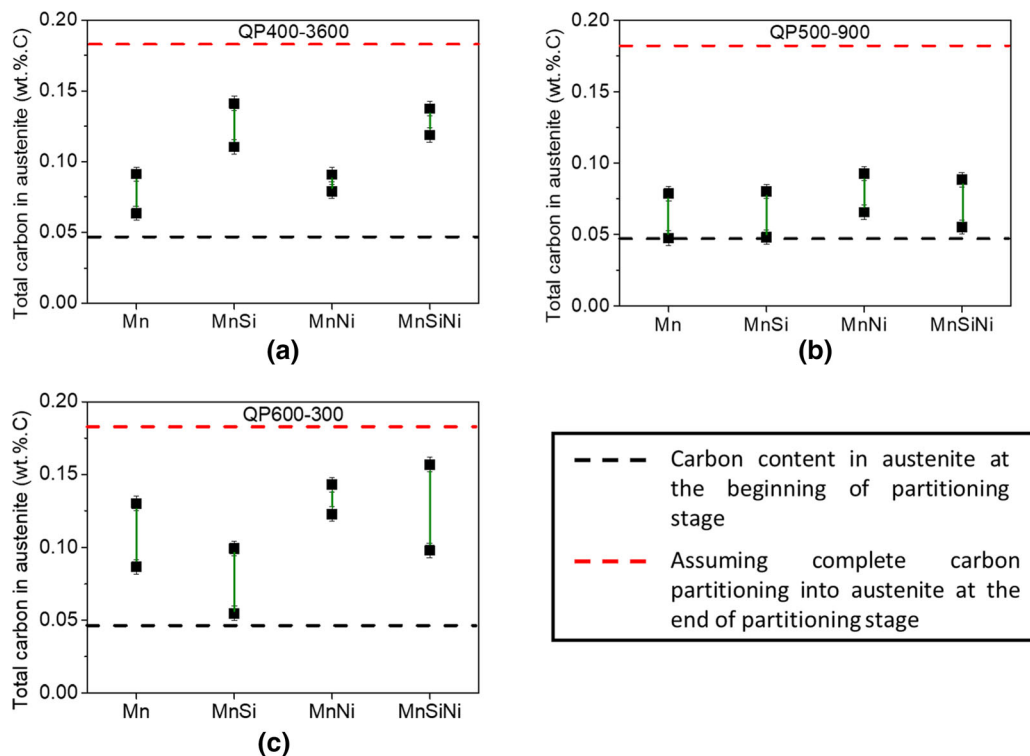 QP400-3600
Total carbon in austenite (wt.%.C)
0.20
0.15
0.10
0.05
0.00
Mn MnSi MnNi MnSiNi
(a)
QP500-900
Total carbon in austenite (wt.%.C)
0.20
0.15
0.10
0.05
0.00
Mn MnSi MnNi MnSiNi
(b)
QP600-300
Total carbon in austenite (wt.%.C)
0.20
0.15
0.10
0.05
0.00
Mn MnSi MnNi MnSiNi
(c)
Carbon content in austenite at
the beginning of partitioning
stage
Assuming complete carbon
partitioning into austenite at the
end of partitioning stage